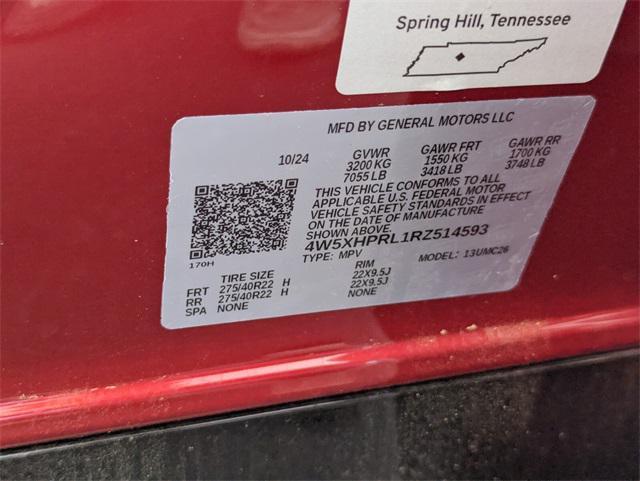 Spring Hill, Tennessee
MFD BY GENERAL MOTORS LLC
10/24 GVWR GAWR FRT GAWR RR
3200 KG 1550 KG 1700 KG
7055 LB 3418 LB 3748 LB
THIS VEHICLE CONFORMS TO ALL
APPLICABLE U.S. FEDERAL MOTOR
VEHICLE SAFETY STANDARDS IN EFFECT
ON THE DATE OF MANUFACTURE
SHOWN ABOVE.
4W5XHPRL1RZ514593
170H TYPE: MPV MODEL: 13UMC26
TIRE SIZE RIM
FRT 275/40R22 H 22X9.5J
RR 275/40R22 H 22X9.5J
SPA NONE NONE